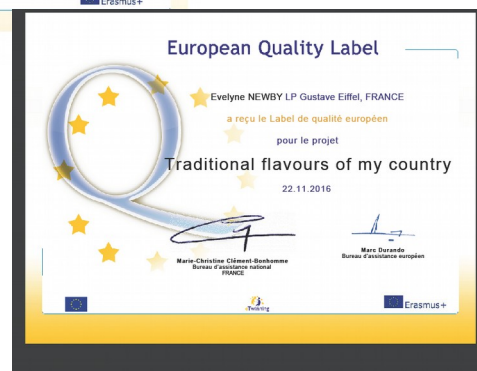 Erasmus+
European Quality Label
Evelyne NEWBY LP Gustave Eiffel, FRANCE
a reçu le Label de qualité européen
pour le projet
Traditional flavours of my country
22.11.2016
Marie-Christine Clément-Bonhomme
Bureau d'assistance national
FRANCE
Marc Durando
Bureau d'assistance européen
eTwinning
Erasmus+